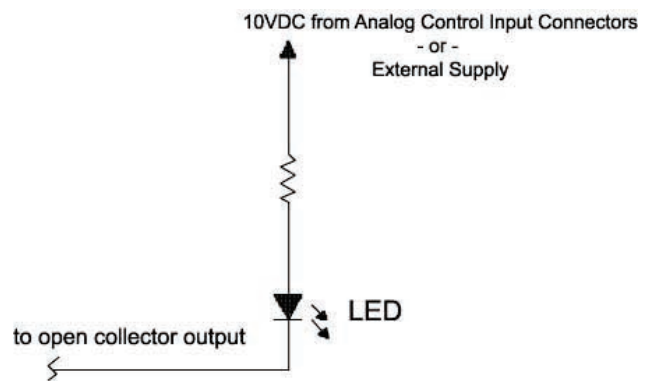 10VDC from Analog Control Input Connectors
- or -
External Supply
LED
to open collector output